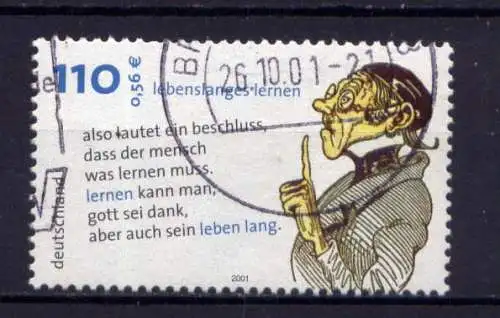 110
0,56 €
lebenslanges lernen
26.10.01-21
also lautet ein beschluss,
dass der mensch
was lernen muss.
lernen kann man,
gott sei dank,
aber auch sein leben lang.
deutschland
2001